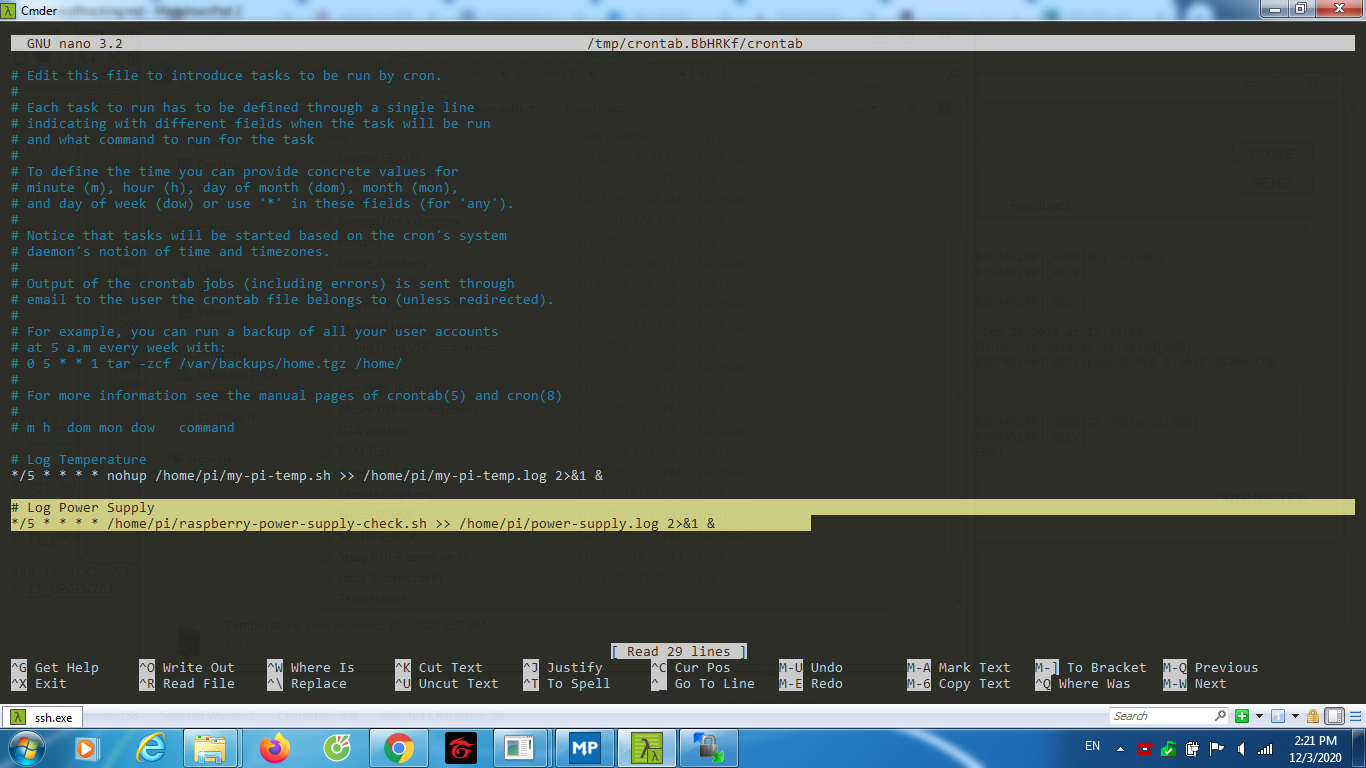 Cmder
GNU nano 3.2 /tmp/crontab.BbHRKf/crontab
# Edit this file to introduce tasks to be run by cron.
#
# Each task to run has to be defined through a single line
# indicating with different fields when the task will be run
# and what command to run for the task
#
# To define the time you can provide concrete values for
# minute (m), hour (h), day of month (dom), month (mon),
# and day of week (dow) or use '*' in these fields (for 'any').
#
# Notice that tasks will be started based on the cron's system
# daemon's notion of time and timezones.
#
# Output of the crontab jobs (including errors) is sent through
# email to the user the crontab file belongs to (unless redirected).
#
# For example, you can run a backup of all your user accounts
# at 5 a.m every week with:
# 0 5 * * 1 tar -zcf /var/backups/home.tgz /home/
#
# For more information see the manual pages of crontab(5) and cron(8)
#
# m h  dom mon dow   command
# Log Temperature
*/5 * * * * nohup /home/pi/my-pi-temp.sh >> /home/pi/my-pi-temp.log 2>&1 &
# Log Power Supply
*/5 * * * * /home/pi/raspberry-power-supply-check.sh >> /home/pi/power-supply.log 2>&1 &
CLOSE
SEND
Feedback
Setup DHCP server on Pi
Temperature
[ Read 29 lines ]
^G Get Help ^O Write Out ^W Where Is ^K Cut Text ^J Justify ^C Cur Pos M-U Undo M-A Mark Text M-] To Bracket M-Q Previous
^X Exit ^R Read File ^\ Replace ^U Uncut Text ^T To Spell ^_ Go To Line M-E Redo M-6 Copy Text ^Q Where Was M-W Next
ssh.exe
Search
MP
EN
2:21 PM
12/3/2020